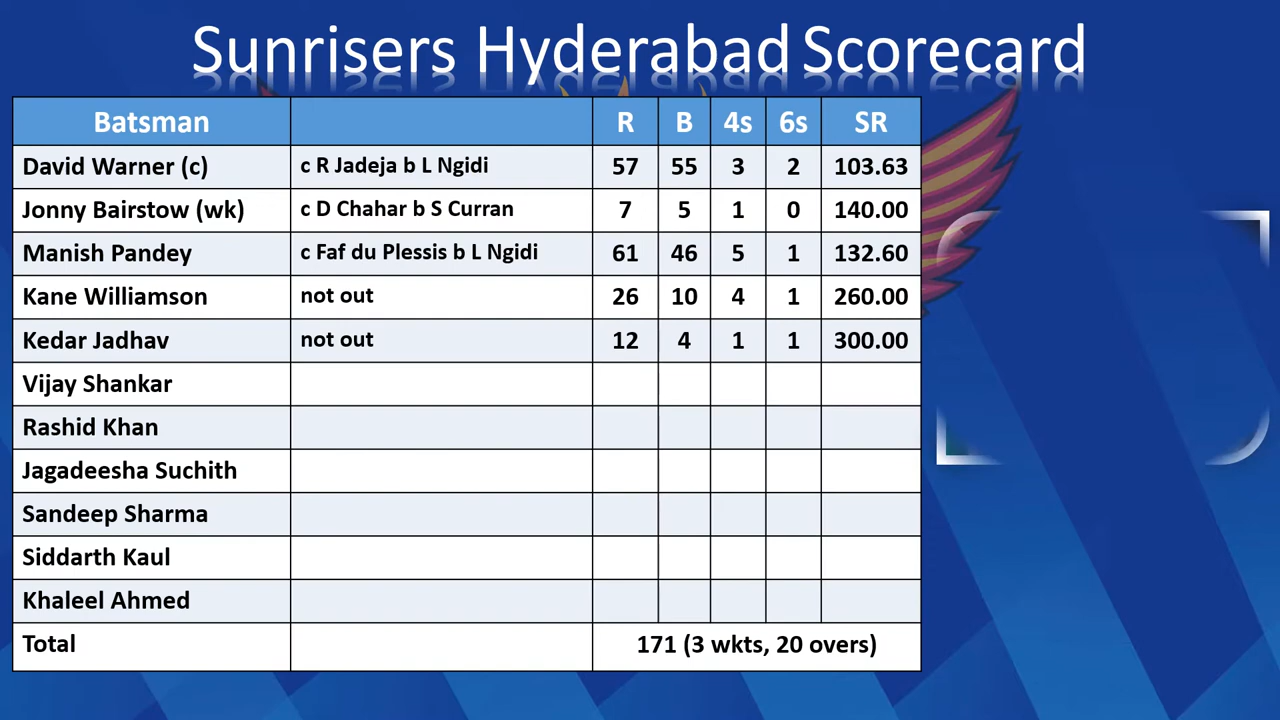 Sunrisers Hyderabad Scorecard
Batsman R B 4s 6s SR
David Warner (c) c R Jadeja b L Ngidi 57 55 3 2 103.63
Jonny Bairstow (wk) c D Chahar b S Curran 7 5 1 0 140.00
Manish Pandey c Faf du Plessis b L Ngidi 61 46 5 1 132.60
Kane Williamson not out 26 10 4 1 260.00
Kedar Jadhav not out 12 4 1 1 300.00
Vijay Shankar
Rashid Khan
Jagadeesha Suchith
Sandeep Sharma
Siddarth Kaul
Khaleel Ahmed
Total 171 (3 wkts, 20 overs)